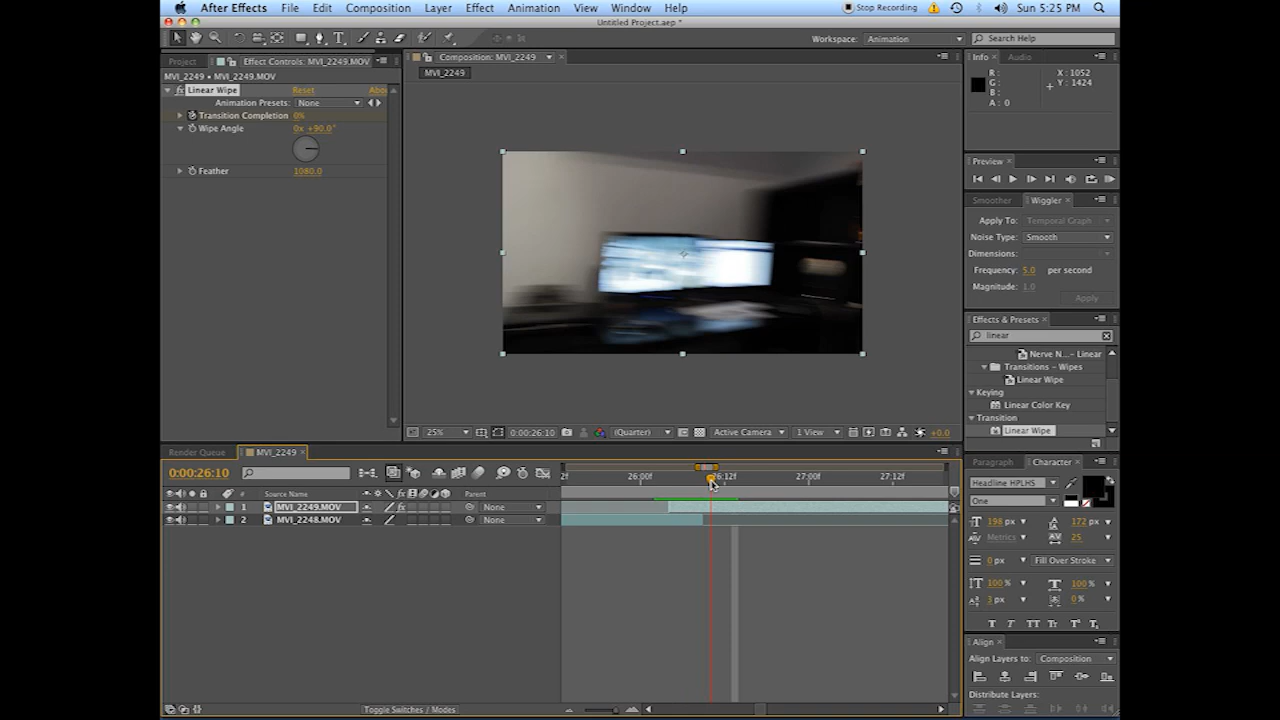 After Effects File Edit Composition Layer Effect Animation View Window Help Stop Recording Sun 5:25 PM
Untitled Project.aep *
Workspace: Animation Search Help
Project Effect Controls: MVI_2249.MOV Composition: MVI_2249 Info Audio
MVI_2249 • MVI_2249.MOV MVI_2249
R: X: 1052
G: Y: 1424
B:
A: 0
Linear Wipe Reset Abou
Animation Presets: None
Transition Completion 0%
Wipe Angle 0x +90.0°
Feather 1080.0
Preview
Smoother Wiggler
Apply To: Temporal Graph
Noise Type: Smooth
Dimensions:
Frequency: 5.0 per second
Magnitude: 1.0
Apply
Effects & Presets
linear
Nerve N...- Linear
Transitions - Wipes
Linear Wipe
Keying
Linear Color Key
Transition
Linear Wipe
25% 0:00:26:10 (Quarter) Active Camera 1 View +0.0
Render Queue MVI_2249
0:00:26:10 2f 26:00f 26:12f 27:00f 27:12f
# Source Name Parent
1 MVI_2249.MOV None
2 MVI_2248.MOV None
Toggle Switches / Modes
Paragraph Character
Headline HPLHS
One
198 px 172 px
Metrics 25
0 px Fill Over Stroke
100% 100%
3 px 0%
T T TT Tr T' T,
Align
Align Layers to: Composition
Distribute Layers: